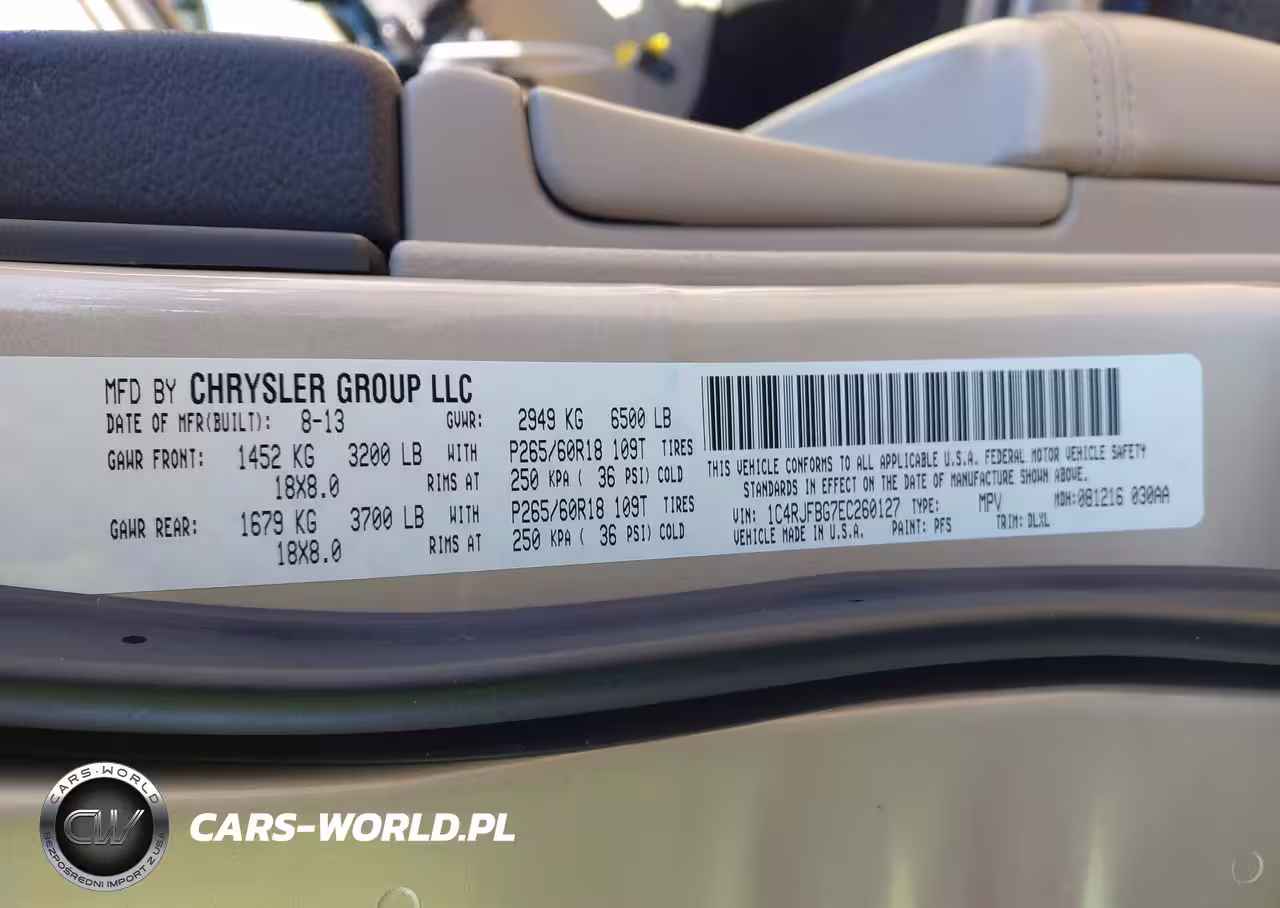 MFD BY CHRYSLER GROUP LLC
DATE OF MFR(BUILT): 8-13 GVWR: 2949 KG 6500 LB
GAWR FRONT: 1452 KG 3200 LB WITH P265/60R18 109T TIRES
18X8.0 RIMS AT 250 KPA ( 36 PSI) COLD
GAWR REAR: 1679 KG 3700 LB WITH P265/60R18 109T TIRES
18X8.0 RIMS AT 250 KPA ( 36 PSI) COLD
THIS VEHICLE CONFORMS TO ALL APPLICABLE U.S.A. FEDERAL MOTOR VEHICLE SAFETY
STANDARDS IN EFFECT ON THE DATE OF MANUFACTURE SHOWN ABOVE.
VIN: 1C4RJFBG7EC260127 TYPE: MPV MDH:081216 030AA
VEHICLE MADE IN U.S.A. PAINT: PFS TRIM: DLXL
CARS-WORLD
CW
BEZPOŚREDNI IMPORT Z USA
CARS-WORLD.PL